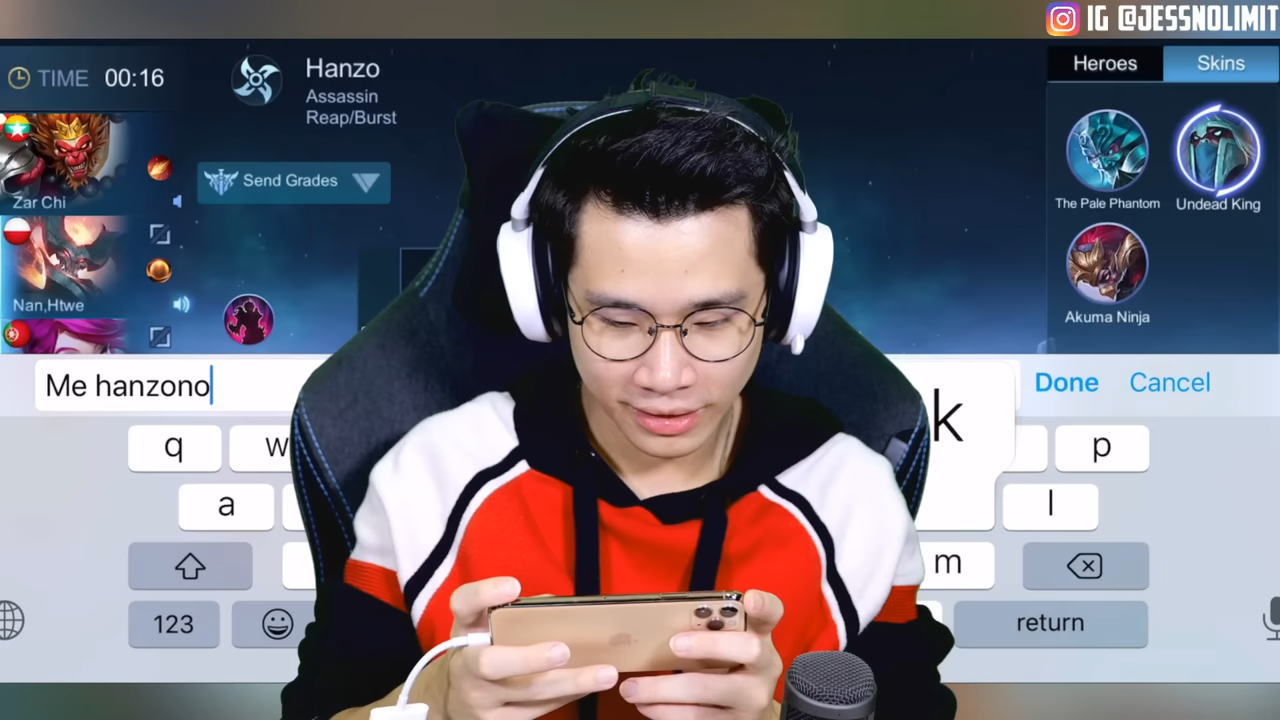 IG @JESSNOLIMIT
TIME 00:16
Hanzo
Assassin
Reap/Burst
Heroes
Skins
Send Grades
Zar Chi
Nan,Htwe
The Pale Phantom
Undead King
Akuma Ninja
Me hanzono
Done
Cancel
q
w
k
p
a
l
m
123
return